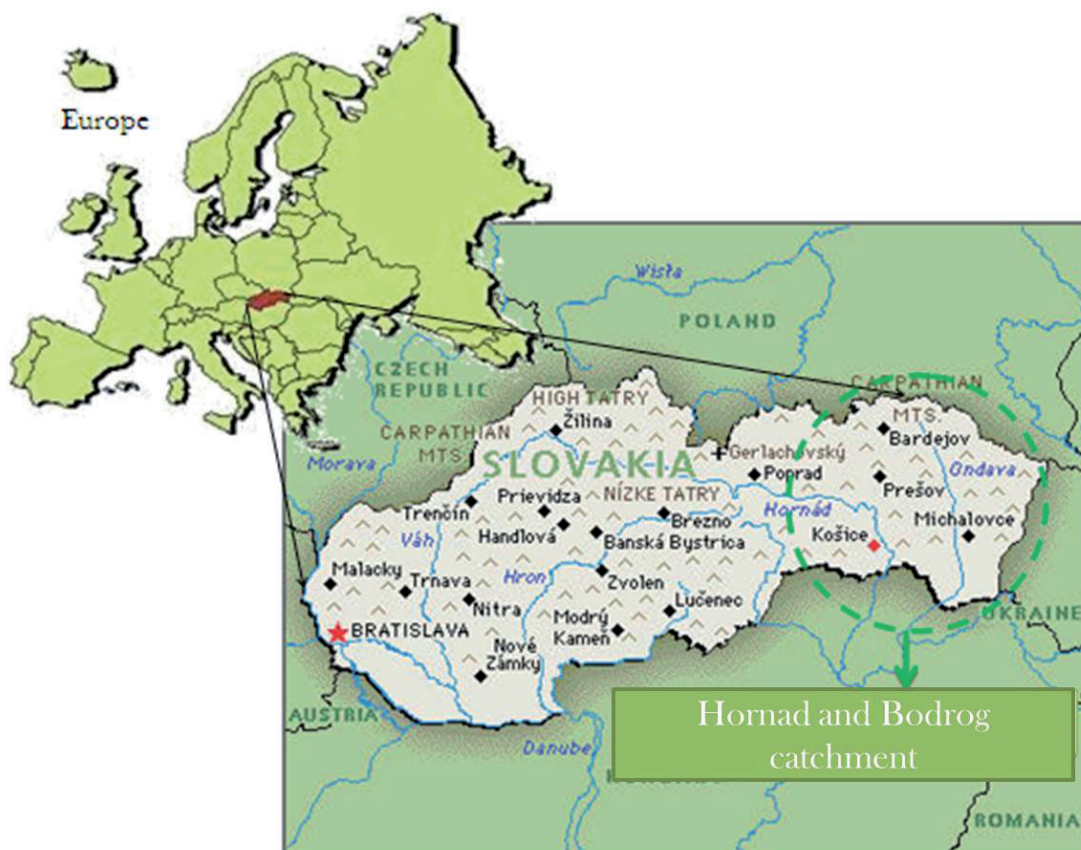 Europe
Wisła
POLAND
CZECH
REPUBLIC
CARPATHIAN
MTS.
HIGH TATRY
Žilina
CARPATHIAN
MTS.
Morava
SLOVAKIA
Gerlachovský
Poprad
Bardejov
Ondava
Prešov
Prievidza
NÍZKE TATRY
Trenčín
Brezno
Hornád
Michalovce
Váh
Handlová
Banská Bystrica
Košice
Malacky
Trnava
Hron
Zvolen
Nitra
Lučenec
Modrý
Kameň
BRATISLAVA
Nové
Zámky
UKRAINE
AUSTRIA
Danube
Hornad and Bodrog
catchment
ROMANIA